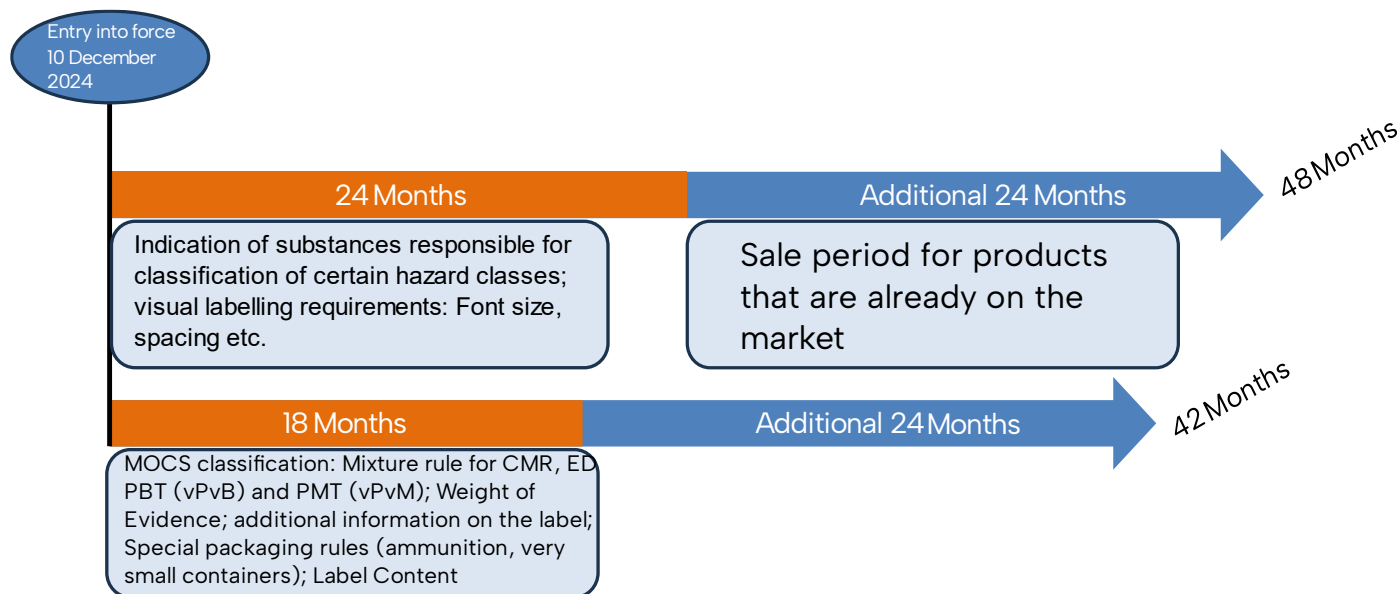 Entry into force
10 December
2024
24 Months
Additional 24 Months
48 Months
Indication of substances responsible for
classification of certain hazard classes;
visual labelling requirements: Font size,
spacing etc.
Sale period for products
that are already on the
market
18 Months
Additional 24 Months
42 Months
MOCS classification: Mixture rule for CMR, ED
PBT (vPvB) and PMT (vPvM); Weight of
Evidence; additional information on the label;
Special packaging rules (ammunition, very
small containers); Label Content